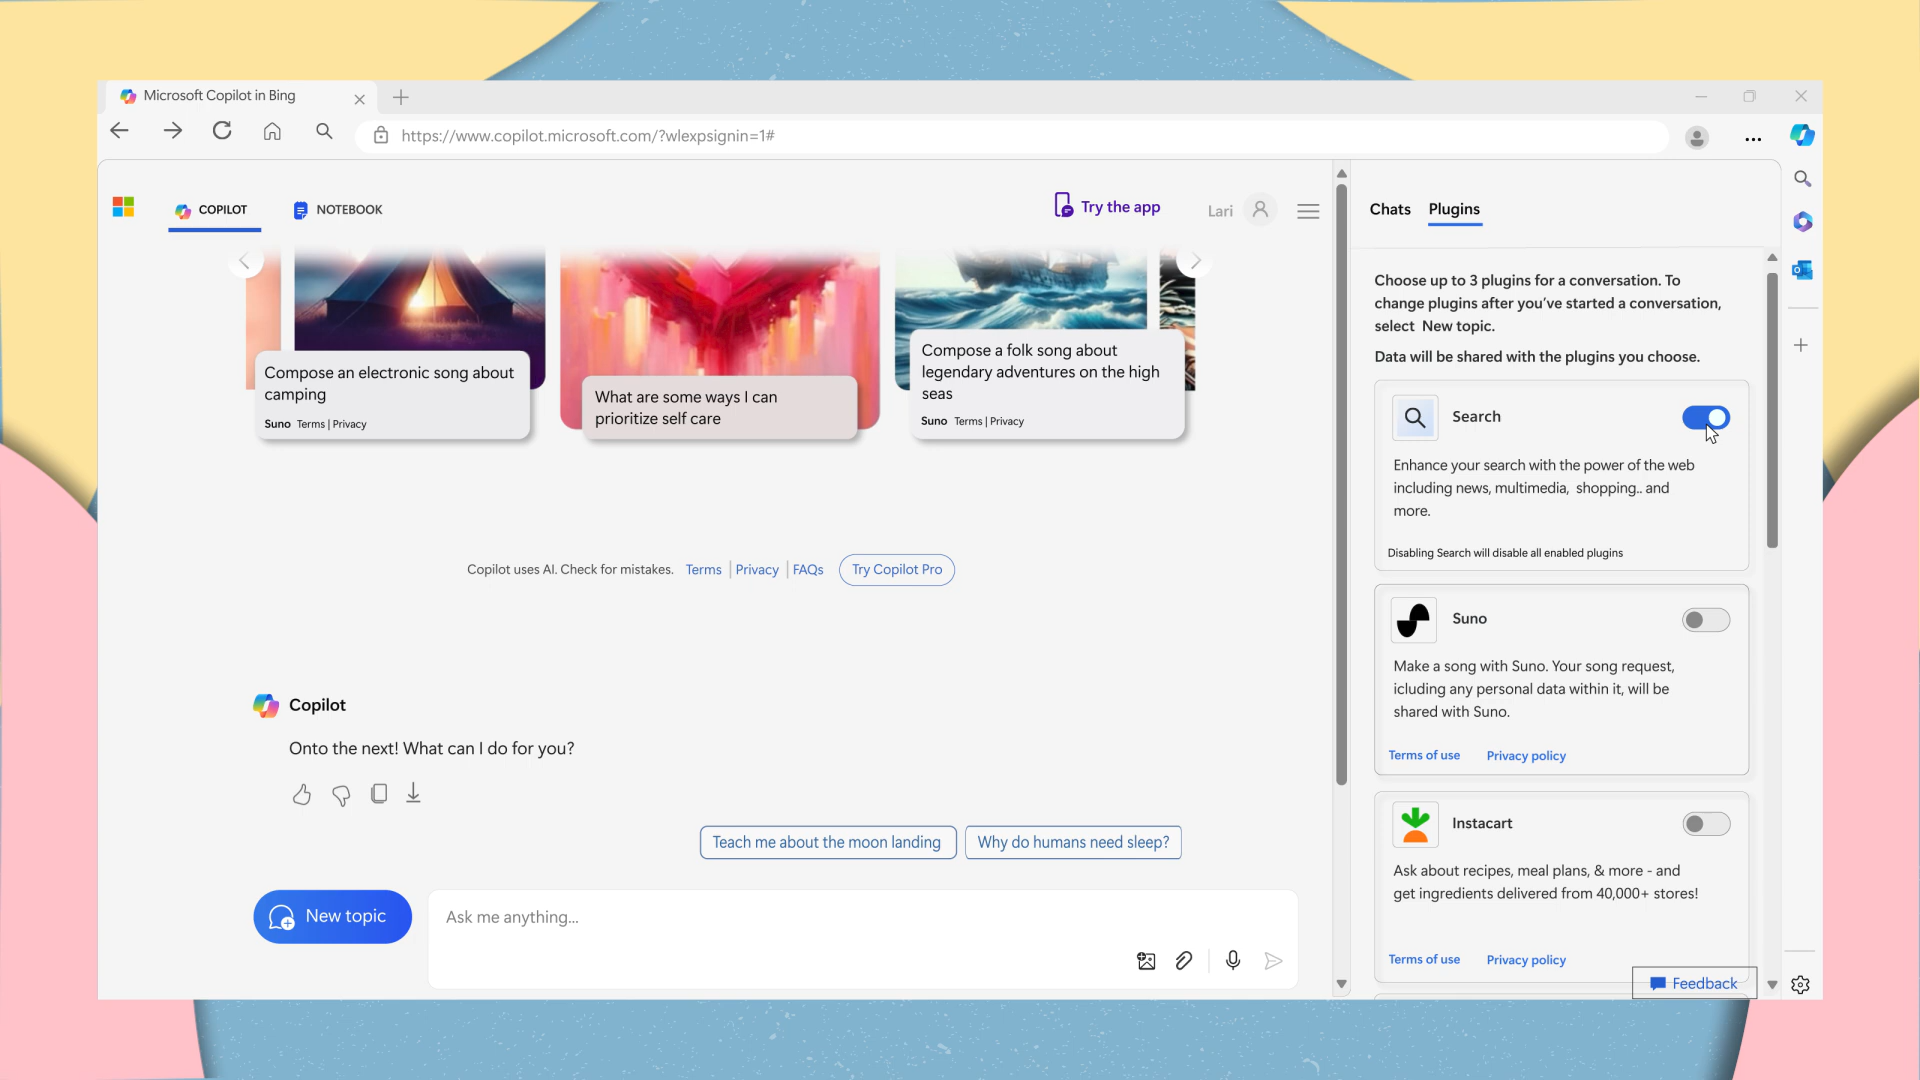 Microsoft Copilot in Bing
https://www.copilot.microsoft.com/?wlexpsignin=1#
COPILOT
NOTEBOOK
Try the app
Lari
Compose an electronic song about
camping
Suno Terms | Privacy
What are some ways I can
prioritize self care
Compose a folk song about
legendary adventures on the high
seas
Suno Terms | Privacy
Copilot uses AI. Check for mistakes. Terms | Privacy | FAQs
Try Copilot Pro
Copilot
Onto the next! What can I do for you?
Teach me about the moon landing
Why do humans need sleep?
New topic
Ask me anything...
Chats Plugins
Choose up to 3 plugins for a conversation. To
change plugins after you’ve started a conversation,
select New topic.
Data will be shared with the plugins you choose.
Search
Enhance your search with the power of the web
including news, multimedia, shopping.. and
more.
Disabling Search will disable all enabled plugins
Suno
Make a song with Suno. Your song request,
icluding any personal data within it, will be
shared with Suno.
Terms of use Privacy policy
Instacart
Ask about recipes, meal plans, & more - and
get ingredients delivered from 40,000+ stores!
Terms of use Privacy policy
Feedback